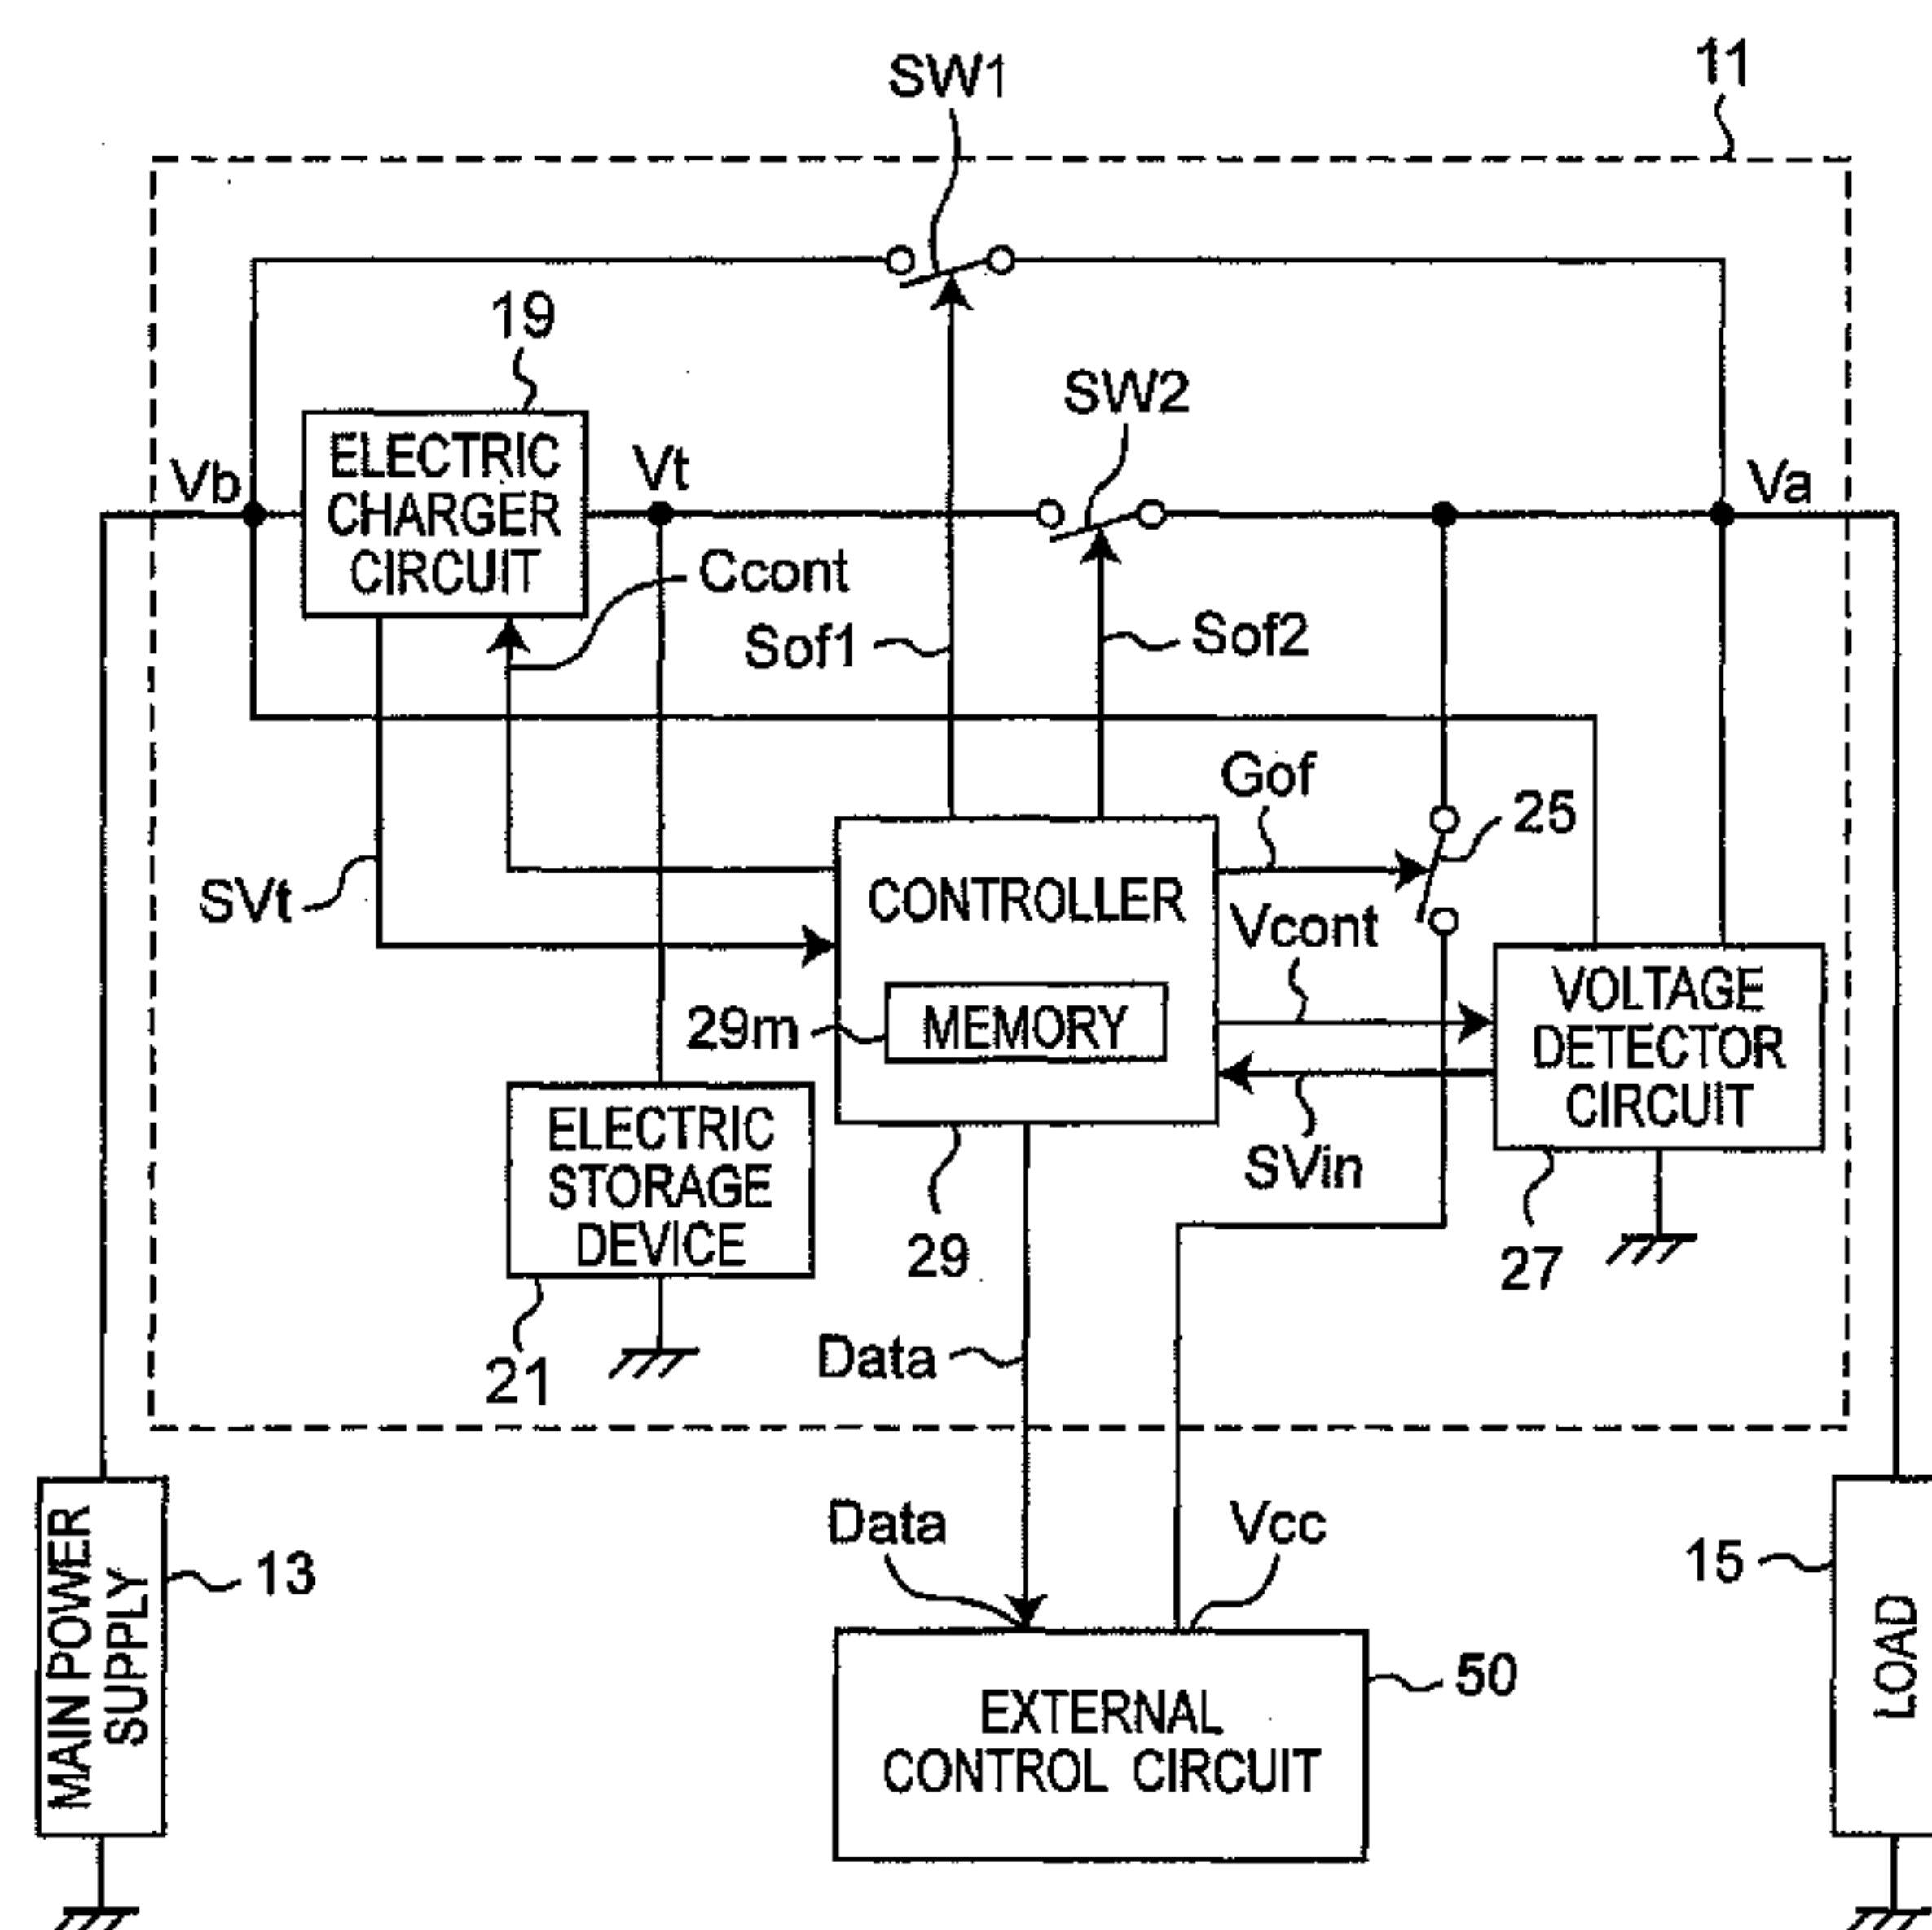 11
SW1
19
SW2
Vb
ELECTRIC
CHARGER
CIRCUIT
Vt
Va
Ccont
Sof1
Sof2
Gof
25
SVt
CONTROLLER
Vcont
29m
MEMORY
VOLTAGE
DETECTOR
CIRCUIT
ELECTRIC
STORAGE
DEVICE
SVin
29
27
21
Data
Data
Vcc
13
15
MAIN POWER
SUPPLY
50
LOAD
EXTERNAL
CONTROL CIRCUIT